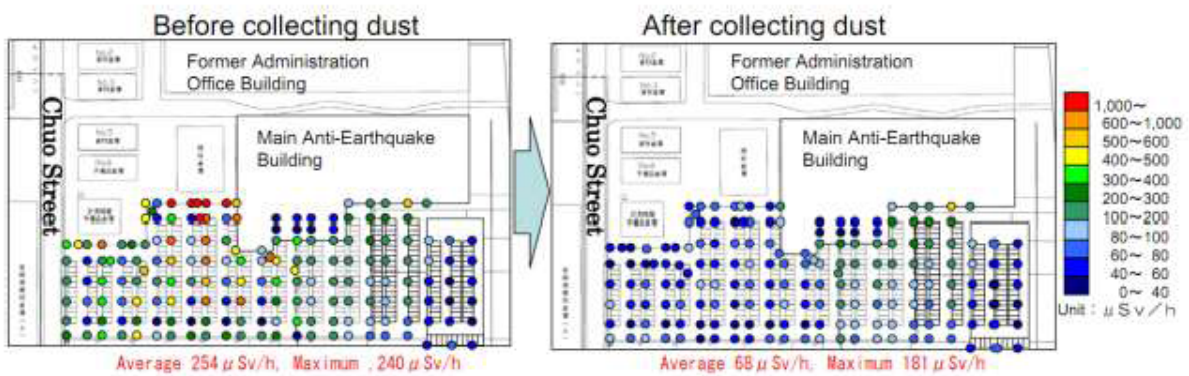 Before collecting dust
After collecting dust
Former Administration
Office Building
Main Anti-Earthquake
Building
Chuo Street
Former Administration
Office Building
Main Anti-Earthquake
Building
Chuo Street
1,000～
600～1,000
500～600
400～500
300～400
200～300
100～200
80～100
60～ 80
40～ 60
0～ 40
Unit：μＳｖ／ｈ
Average 254μSv/h, Maximum ,240μSv/h
Average 68μSv/h, Maximum 181μSv/h